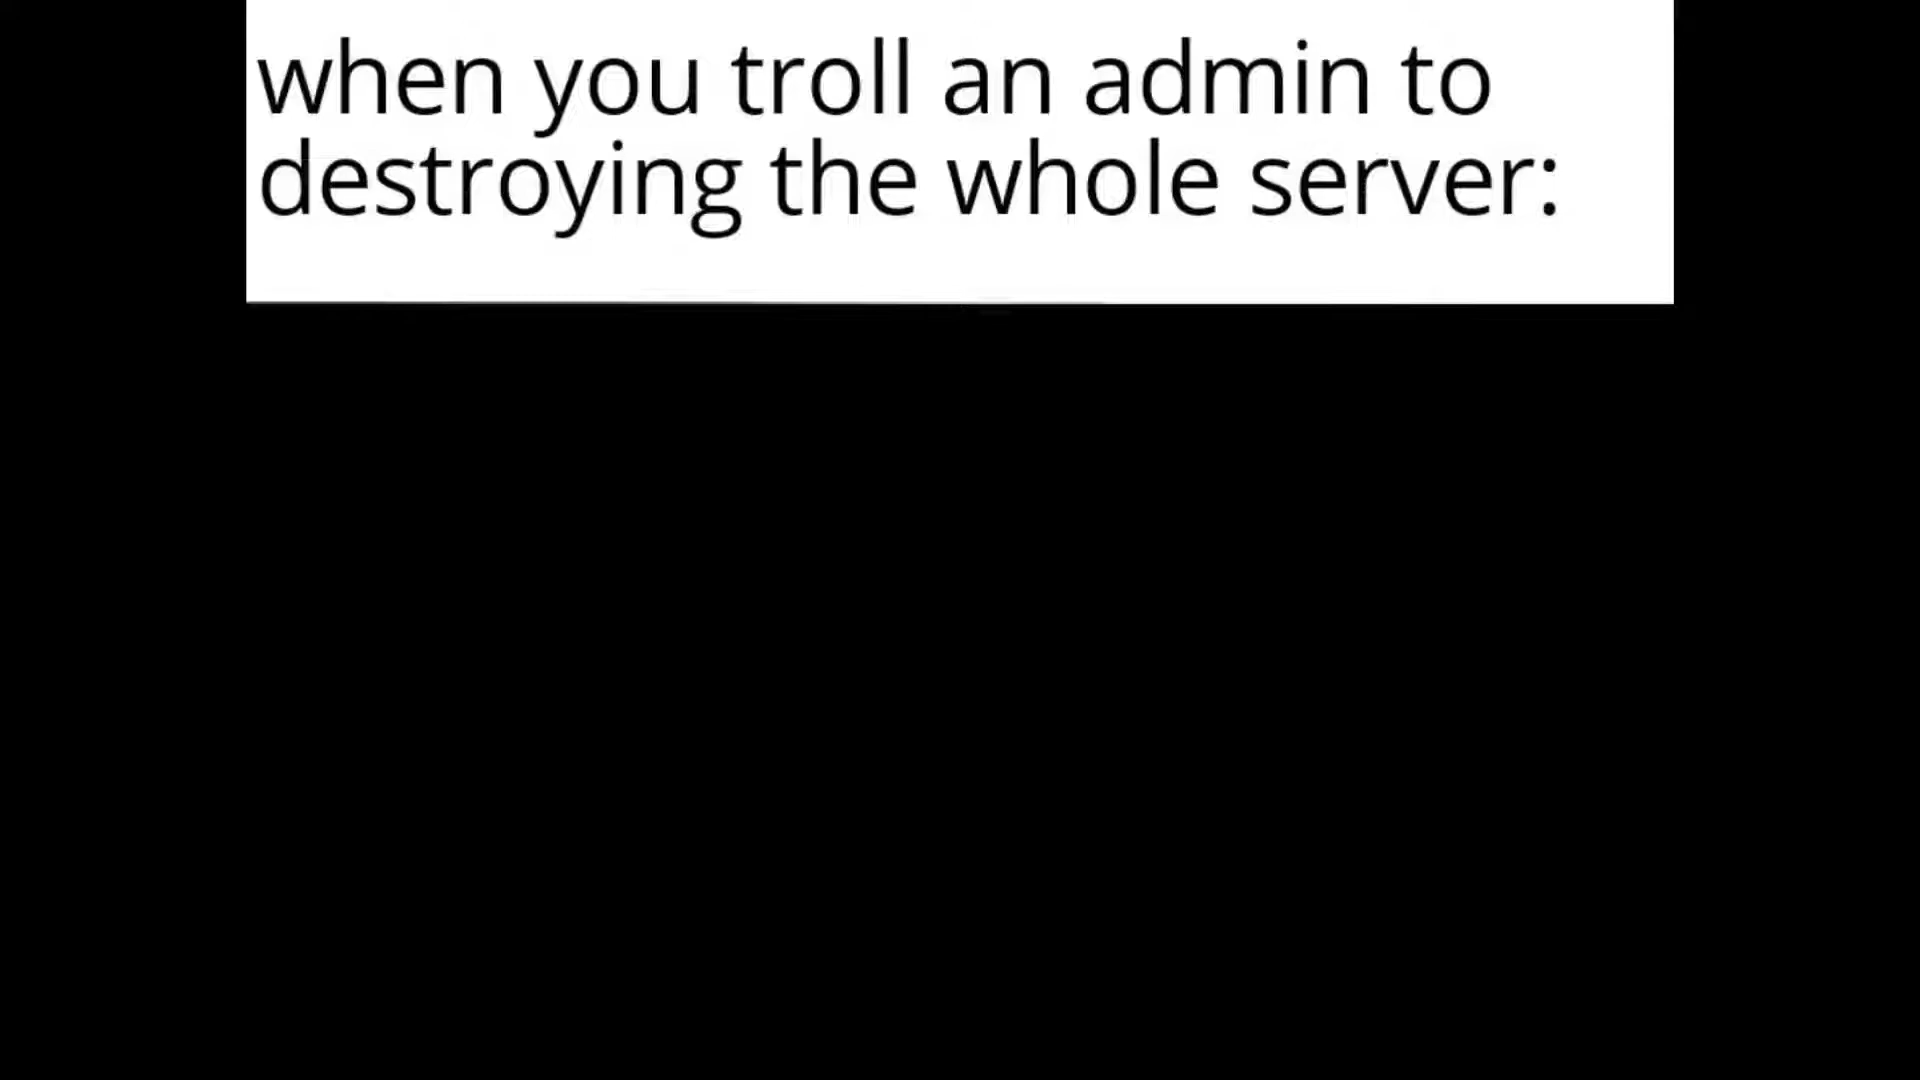 when you troll an admin to
destroying the whole server: